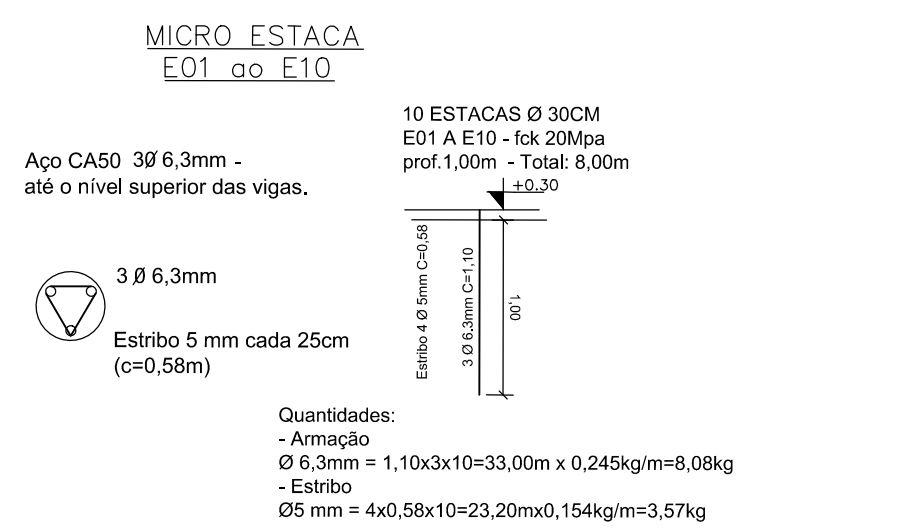 MICRO ESTACA
E01 ao E10
10 ESTACAS Ø 30CM
E01 A E10 - fck 20Mpa
prof.1,00m - Total: 8,00m
+0.30
Aço CA50 3Ø 6,3mm -
até o nível superior das vigas.
Estribo 4 Ø 5mm C=0,58
3 Ø 6.3mm C=1,10
1,00
3 Ø 6,3mm
Estribo 5 mm cada 25cm
(c=0,58m)
Quantidades:
- Armação
Ø 6,3mm = 1,10x3x10=33,00m x 0,245kg/m=8,08kg
- Estribo
Ø5 mm = 4x0,58x10=23,20mx0,154kg/m=3,57kg